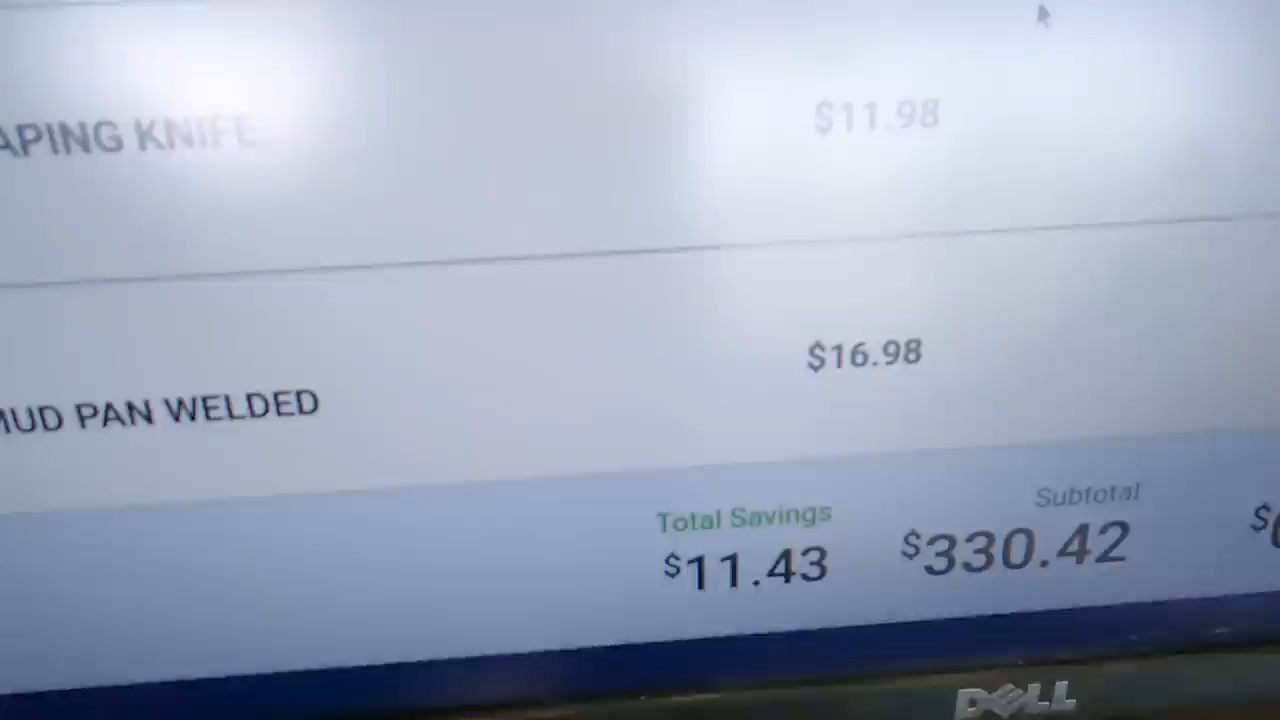 APING KNIFE
$11.98
$16.98
MUD PAN WELDED
Total Savings
$11.43
Subtotal
$330.42
$
DELL